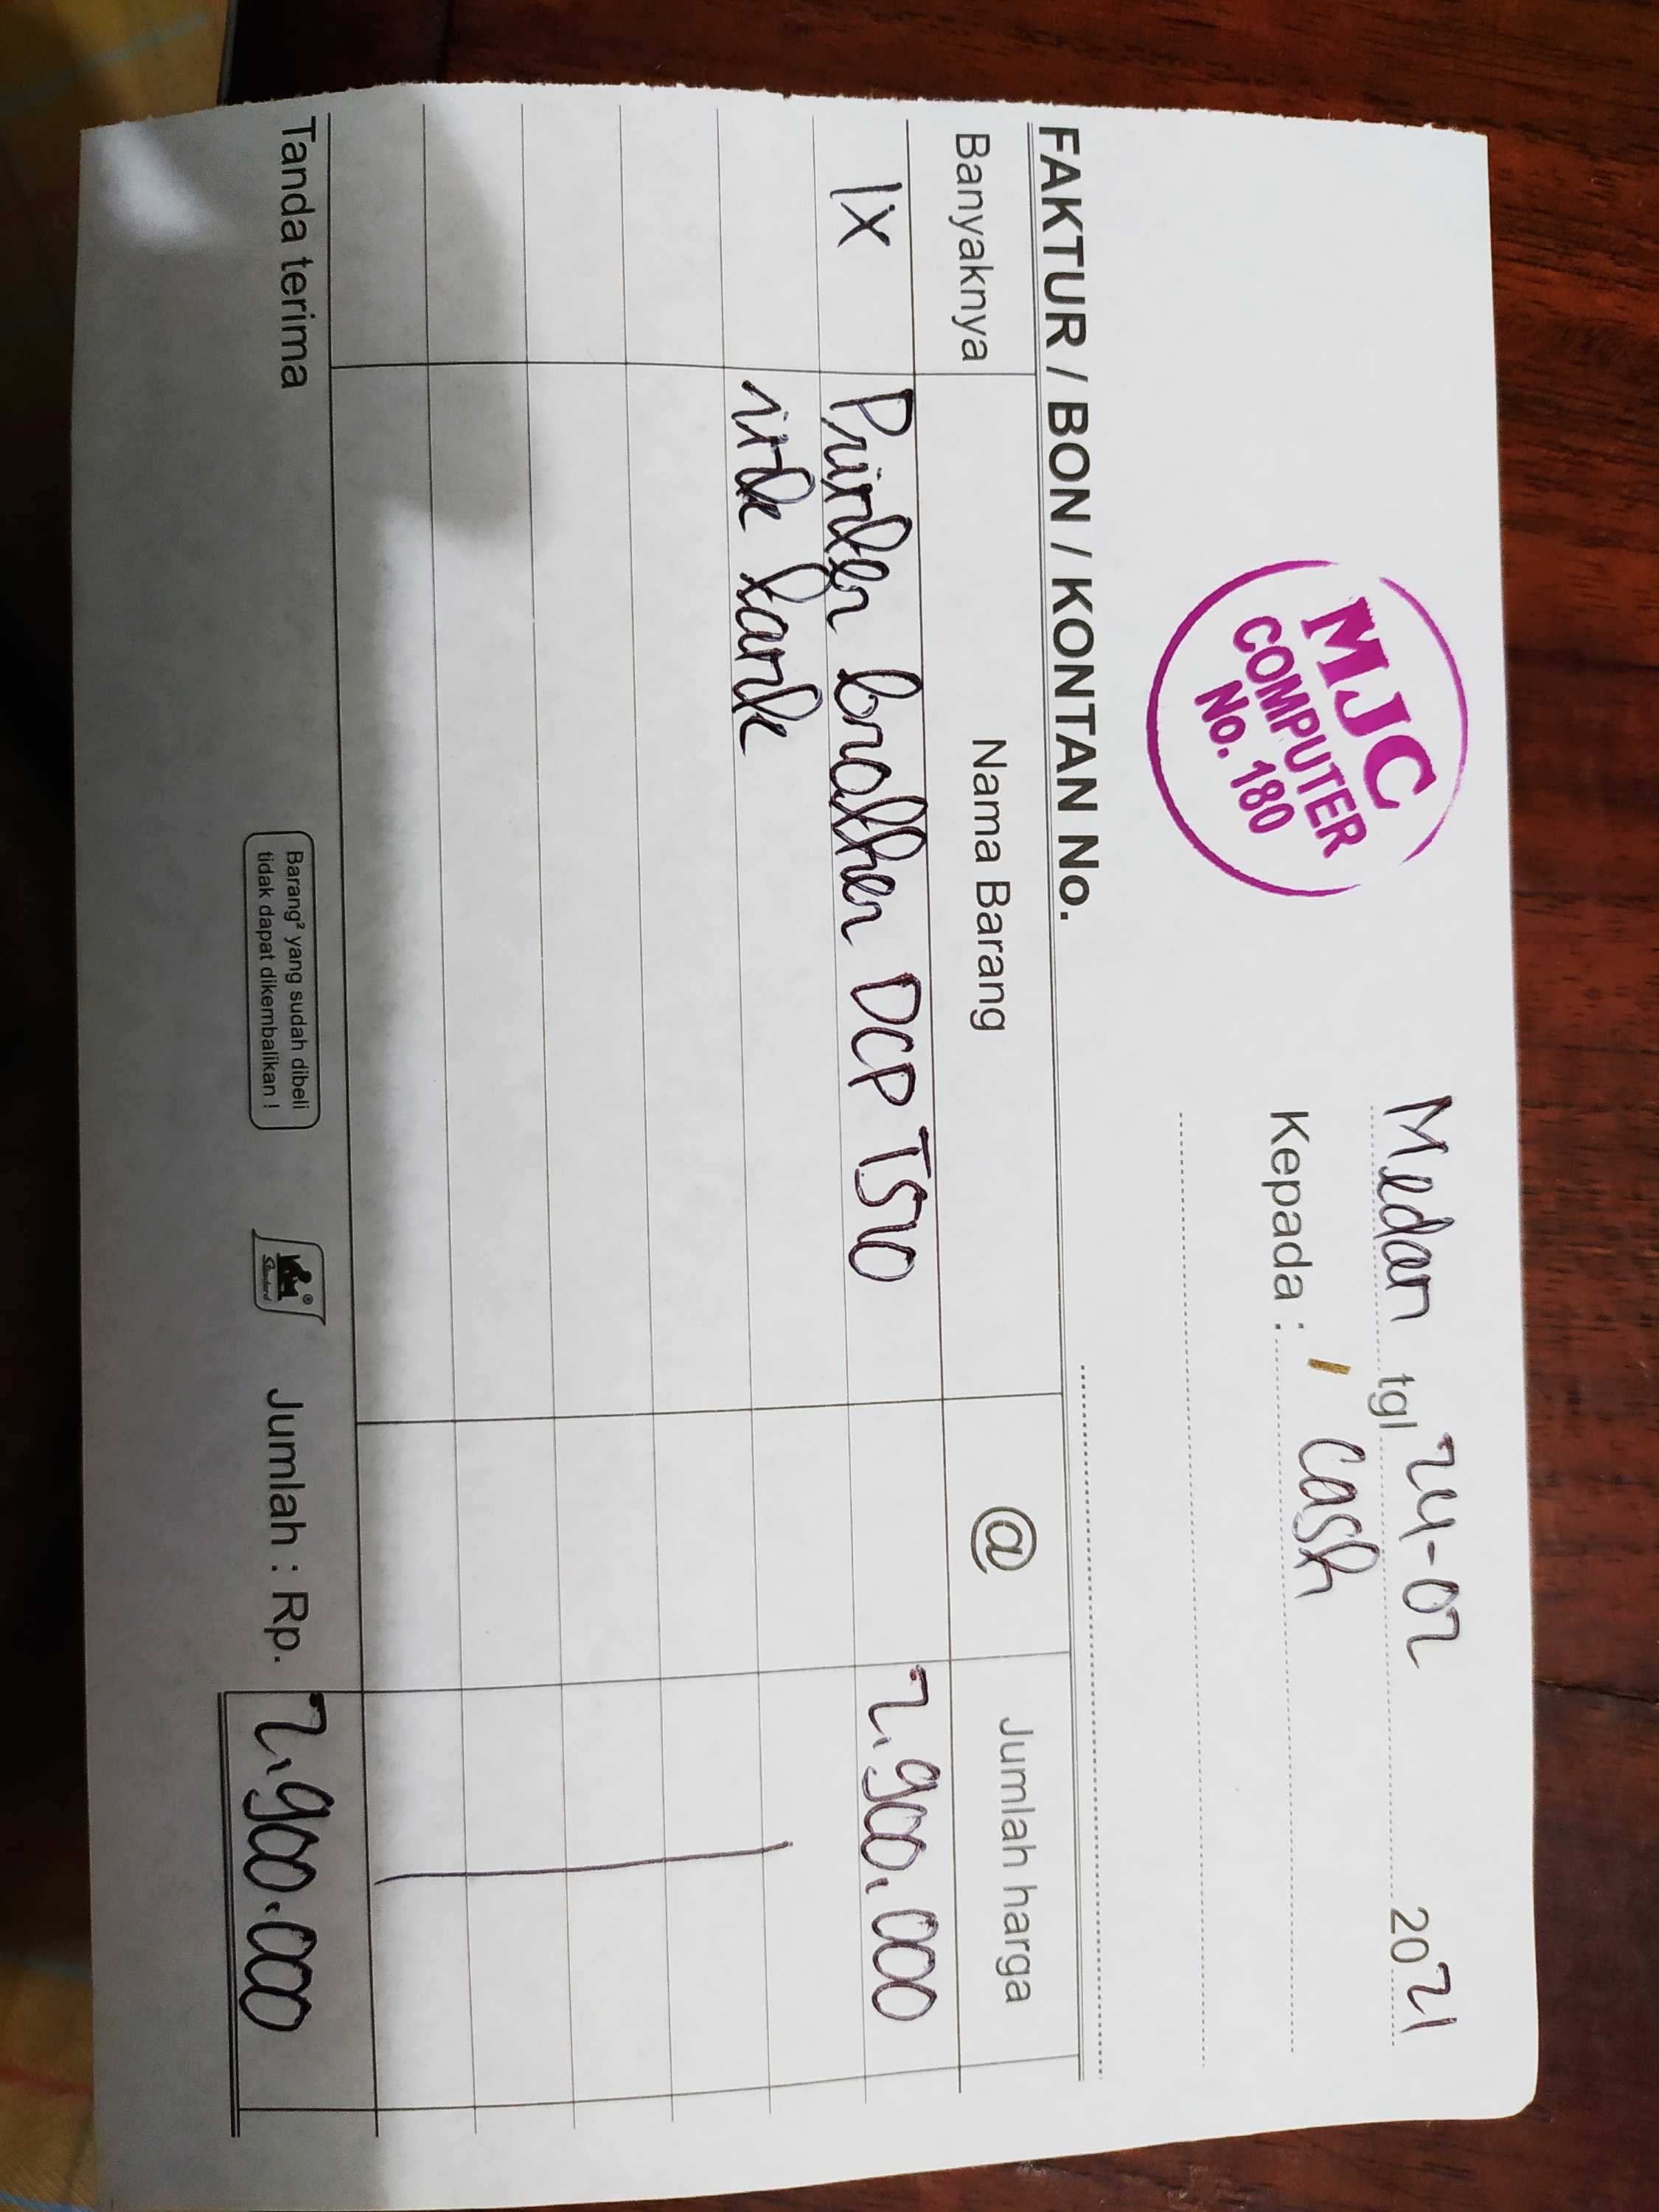 MJC
COMPUTER
No. 180
Medan tgl 24-02 2021
Kepada : Cash
FAKTUR / BON / KONTAN No.
Banyaknya Nama Barang @ Jumlah harga
1x Printer brother DCP T510 2.900.000
ink tank
Tanda terima
Barang² yang sudah dibeli
tidak dapat dikembalikan !
Standard
Jumlah : Rp. 2.900.000